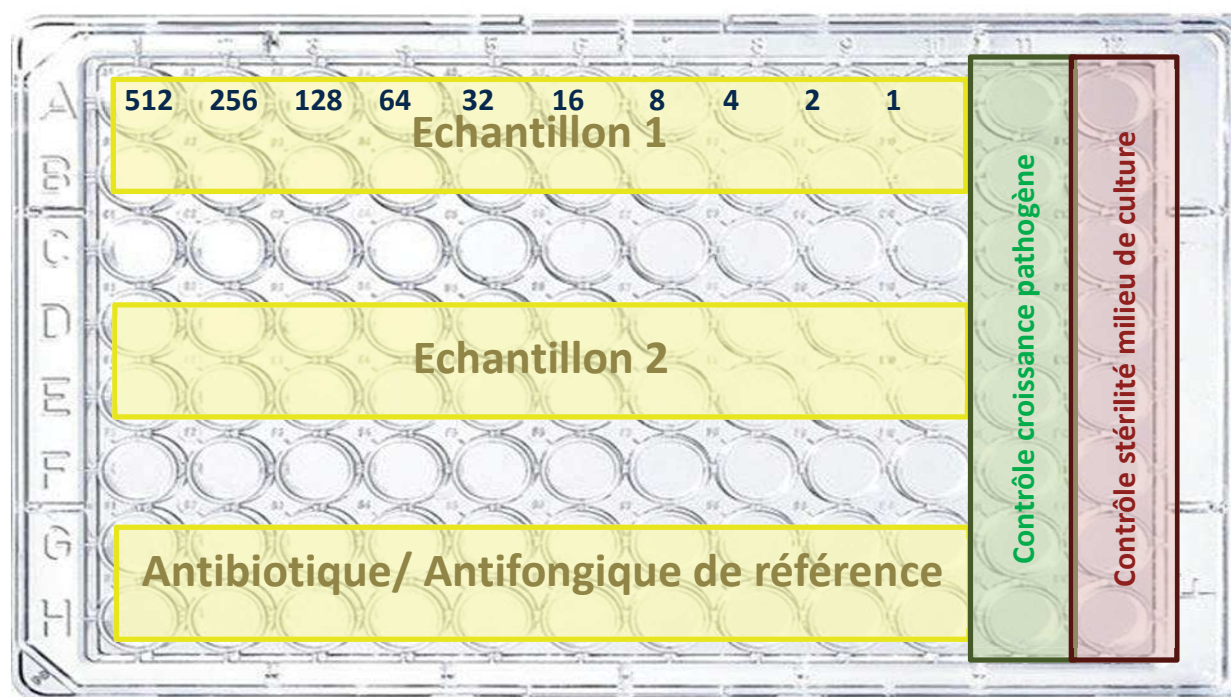 A
512 256 128 64 32 16 8 4 2 1
Echantillon 1
B
C
D
Echantillon 2
E
F
G
Antibiotique/ Antifongique de référence
H
Contrôle croissance pathogène
Contrôle stérilité milieu de culture